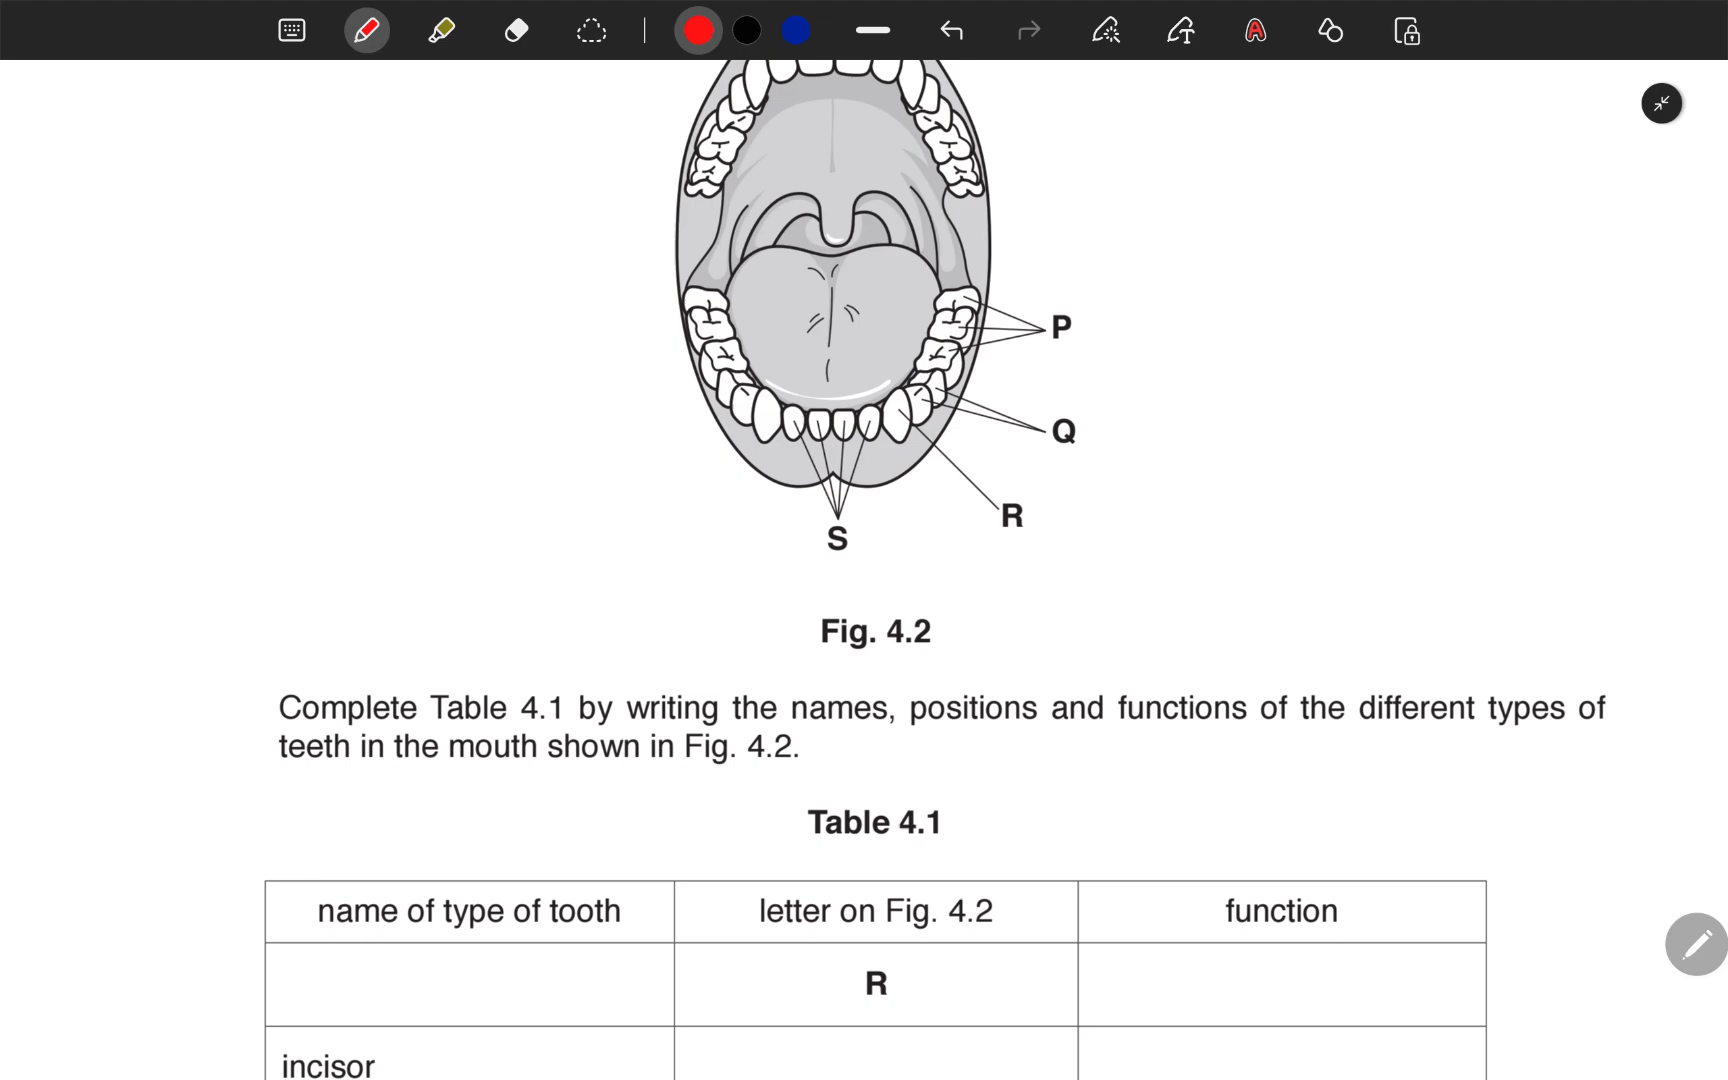 P
Q
R
S
Fig. 4.2
Complete Table 4.1 by writing the names, positions and functions of the different types of
teeth in the mouth shown in Fig. 4.2.
Table 4.1
name of type of tooth letter on Fig. 4.2 function
R
incisor